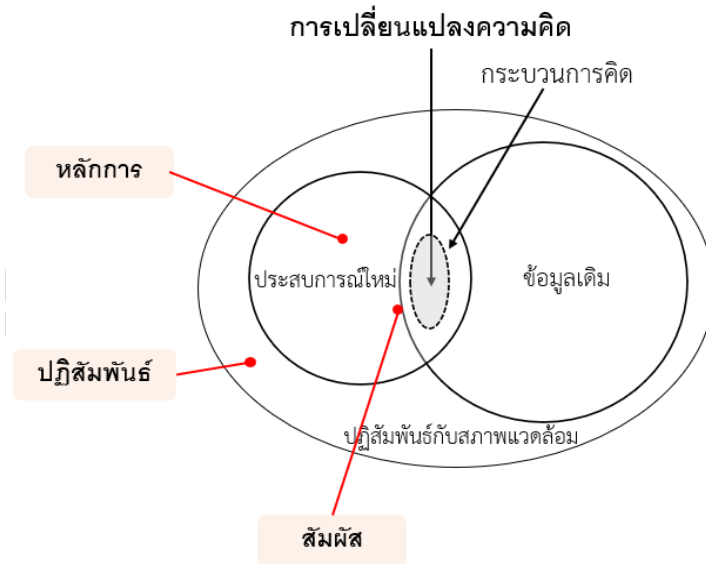 การเปลี่ยนแปลงความคิด
กระบวนการคิด
หลักการ
ประสบการณ์ใหม่
ข้อมูลเดิม
ปฏิสัมพันธ์
ปฏิสัมพันธ์กับสภาพแวดล้อม
สัมผัส